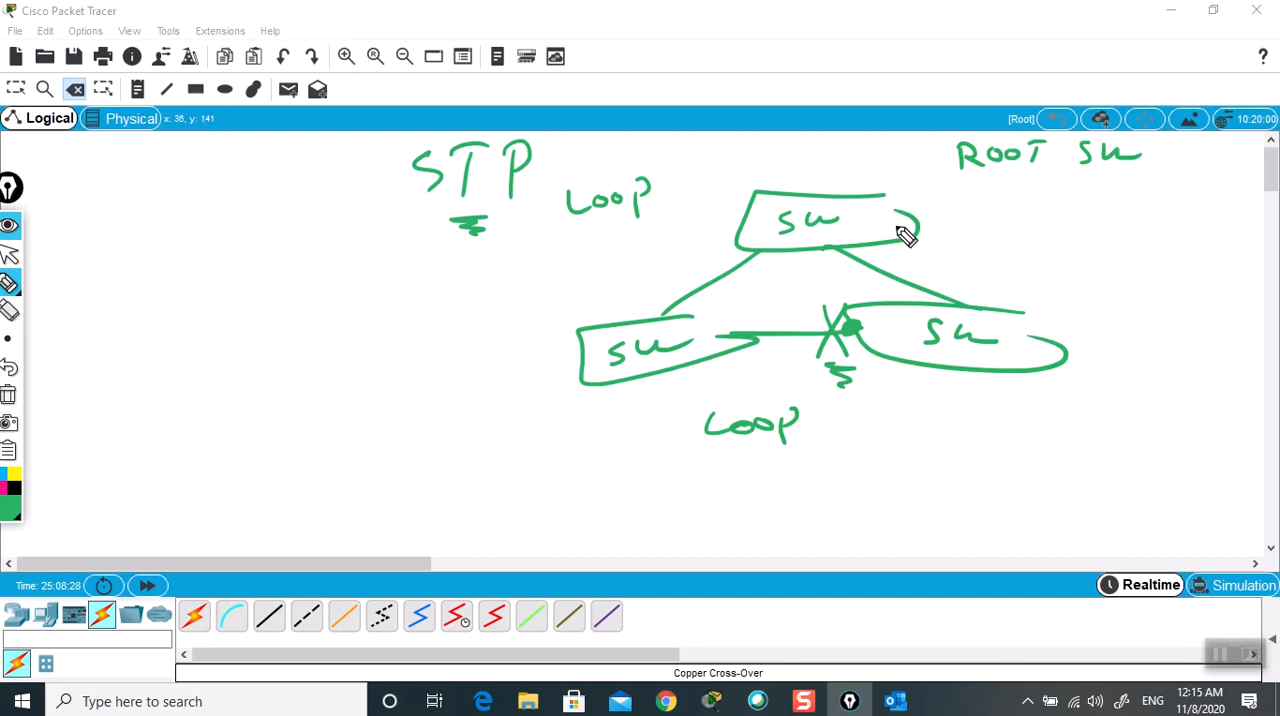 Cisco Packet Tracer
File Edit Options View Tools Extensions Help
?
Logical Physical x: 36, y: 141 [Root] 10:20:00
STP
ROOT SW
LOOP
SW
SW
SW
LOOP
Time: 25:08:28 Realtime Simulation
Copper Cross-Over
Type here to search
ENG
12:15 AM
11/8/2020